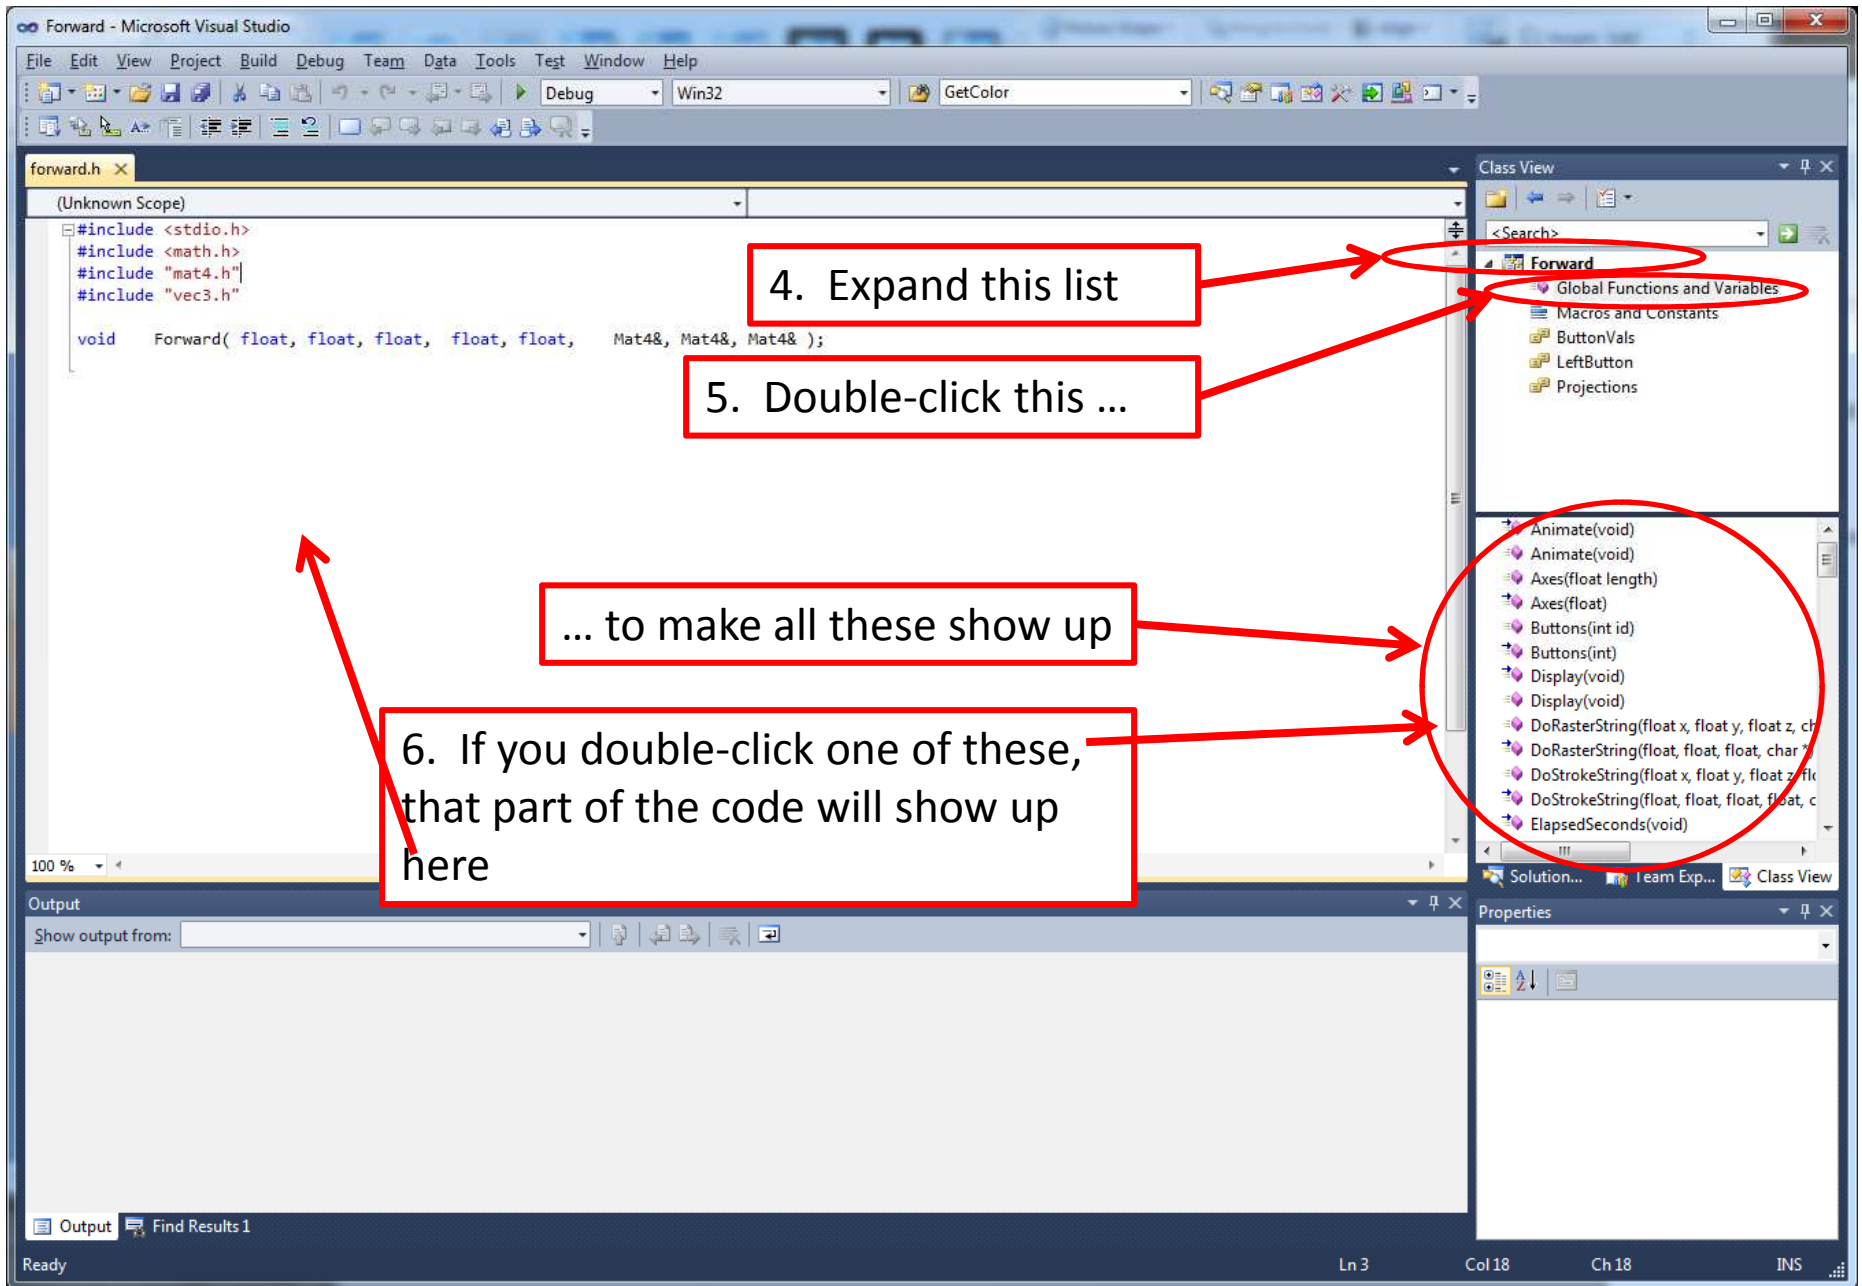 Forward - Microsoft Visual Studio
File Edit View Project Build Debug Team Data Tools Test Window Help
Debug Win32 GetColor
forward.h
(Unknown Scope)
#include <stdio.h>
#include <math.h>
#include "mat4.h"
#include "vec3.h"
void Forward( float, float, float, float, float, Mat4&, Mat4&, Mat4& );
4. Expand this list
5. Double-click this ...
... to make all these show up
6. If you double-click one of these,
that part of the code will show up
here
100 %
Class View
<Search>
Forward
Global Functions and Variables
Macros and Constants
ButtonVals
LeftButton
Projections
Animate(void)
Animate(void)
Axes(float length)
Axes(float)
Buttons(int id)
Buttons(int)
Display(void)
Display(void)
DoRasterString(float x, float y, float z, ch
DoRasterString(float, float, float, char *)
DoStrokeString(float x, float y, float z, flo
DoStrokeString(float, float, float, float, c
ElapsedSeconds(void)
Solution... Team Exp... Class View
Output
Show output from:
Properties
Output Find Results 1
Ready Ln 3 Col 18 Ch 18 INS